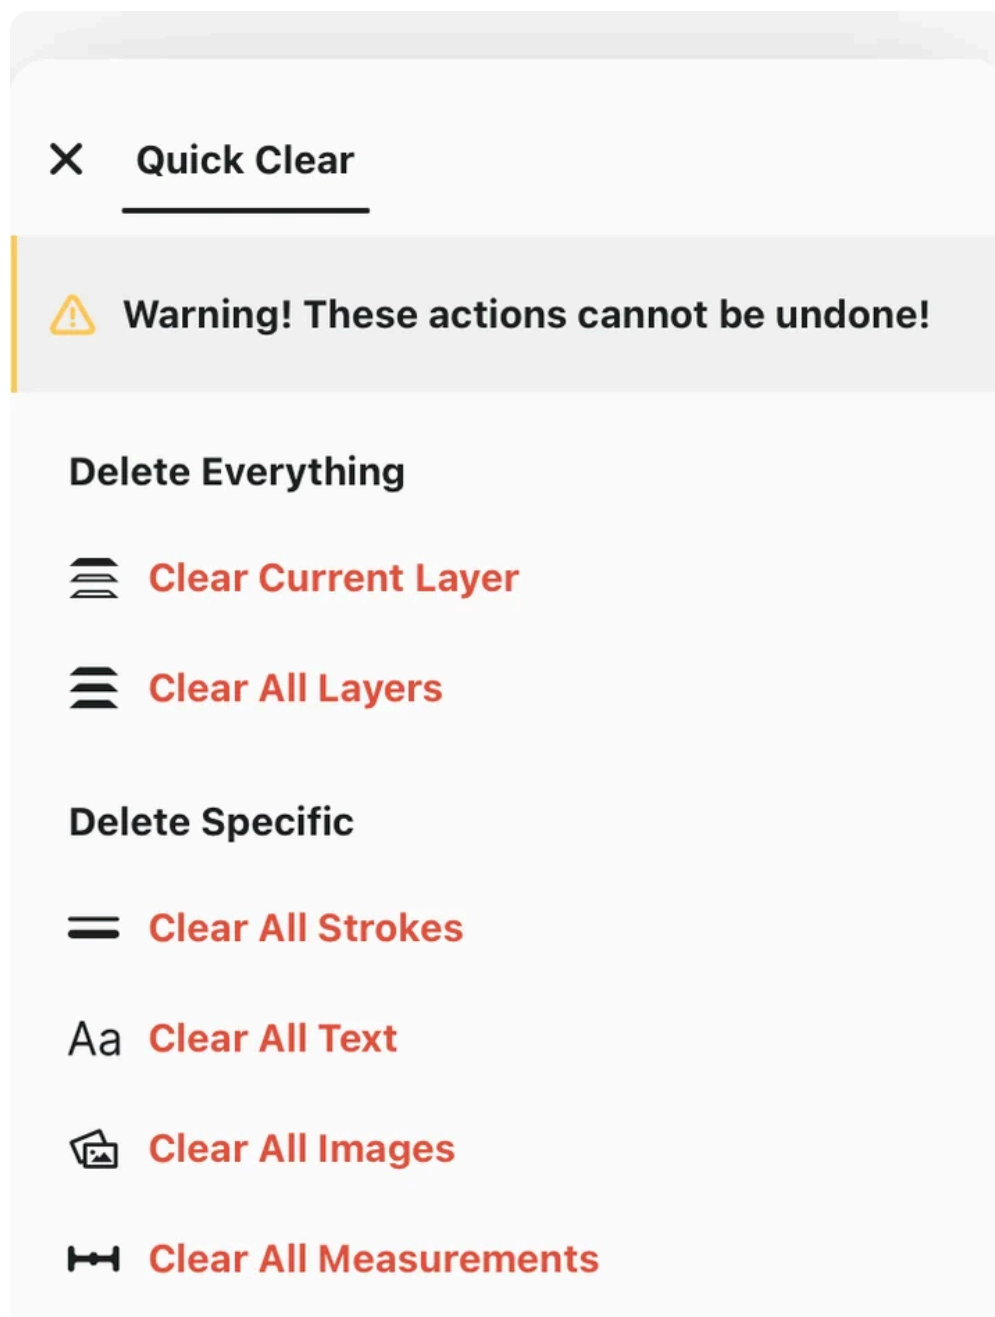 Quick Clear
Warning! These actions cannot be undone!
Delete Everything
Clear Current Layer
Clear All Layers
Delete Specific
Clear All Strokes
Aa Clear All Text
Clear All Images
Clear All Measurements